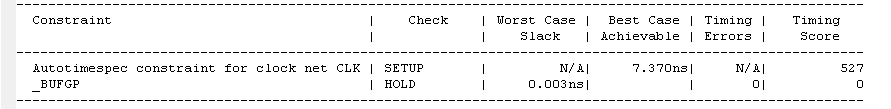 ----------------------------------------------------------------------------------------------------------
Constraint | Check | Worst Case | Best Case | Timing | Timing
| | Slack | Achievable | Errors | Score
----------------------------------------------------------------------------------------------------------
Autotimespec constraint for clock net CLK | SETUP | N/A| 7.370ns| N/A| 527
_BUFGP | HOLD | 0.003ns| | 0| 0
----------------------------------------------------------------------------------------------------------